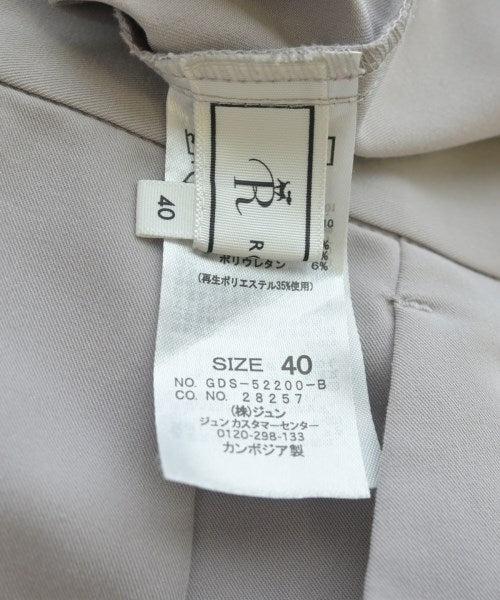 40
R
R
10
%
%
ポリウレタン 6%
(再生ポリエステル35%使用)
SIZE 40
NO. GDS-52200-B
CO. NO. 28257
(株)ジュン
ジュン カスタマーセンター
0120-298-133
カンボジア製